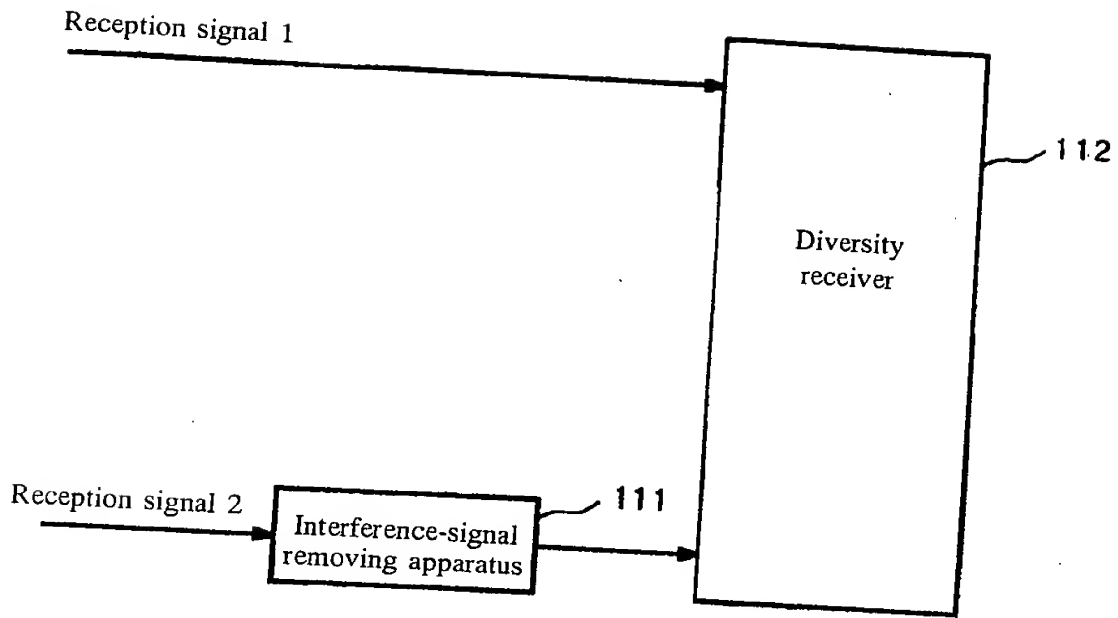 Reception signal 1
112
Diversity
receiver
Reception signal 2
111
Interference-signal
removing apparatus